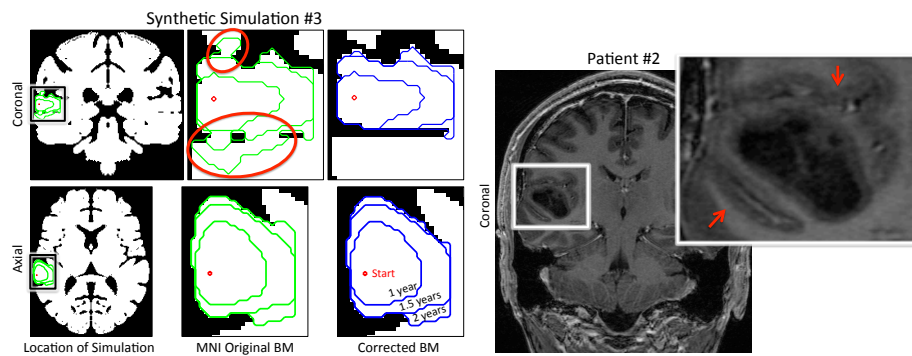 Synthetic Simulation #3
Coronal
Axial
Start
1 year
1.5 years
2 years
Location of Simulation
MNI Original BM
Corrected BM
Patient #2
Coronal